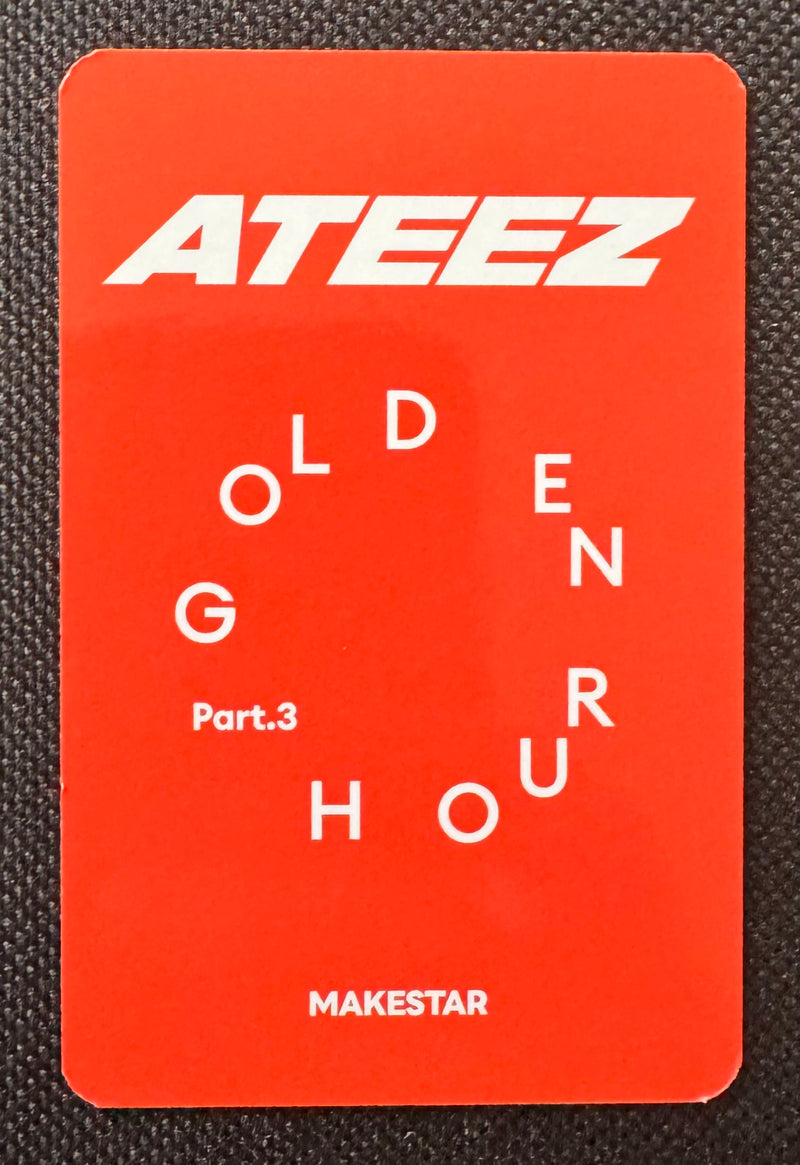 ATEEZ
GOLDEN
HOUR
Part.3
MAKESTAR